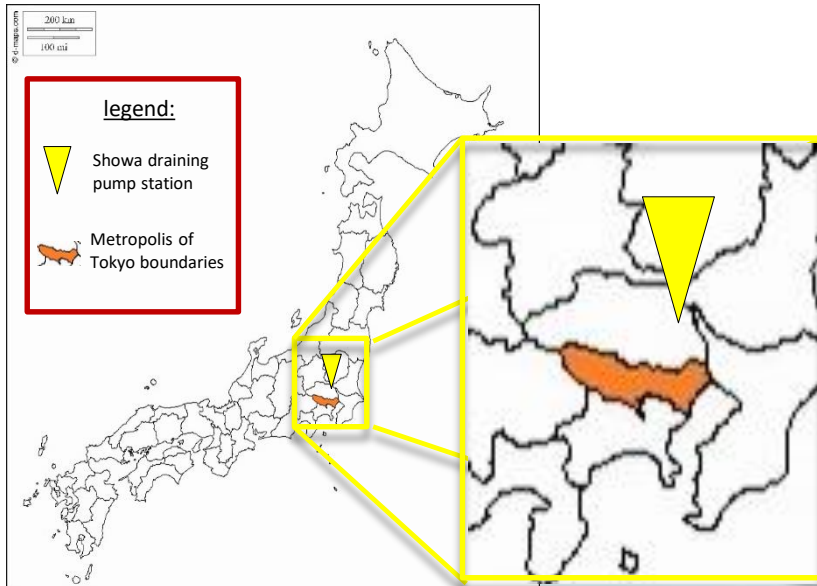 © d-maps.com
200 km
100 mi
legend:
Showa draining
pump station
Metropolis of
Tokyo boundaries